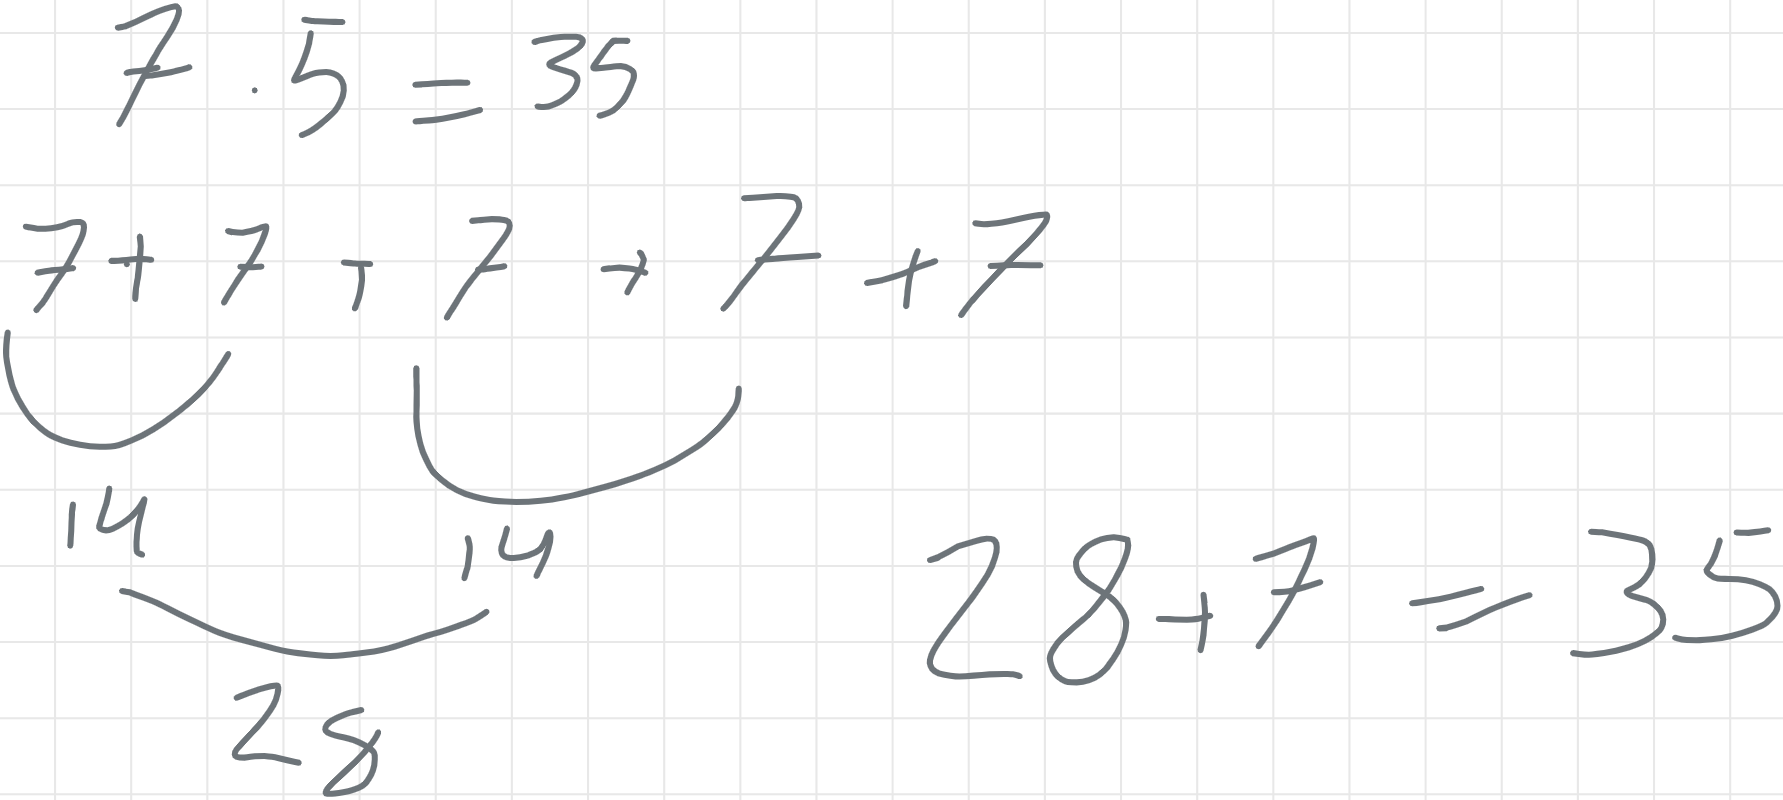 7 · 5 = 35
7 + 7 + 7 + 7 + 7
14 14
28 + 7 = 35
28